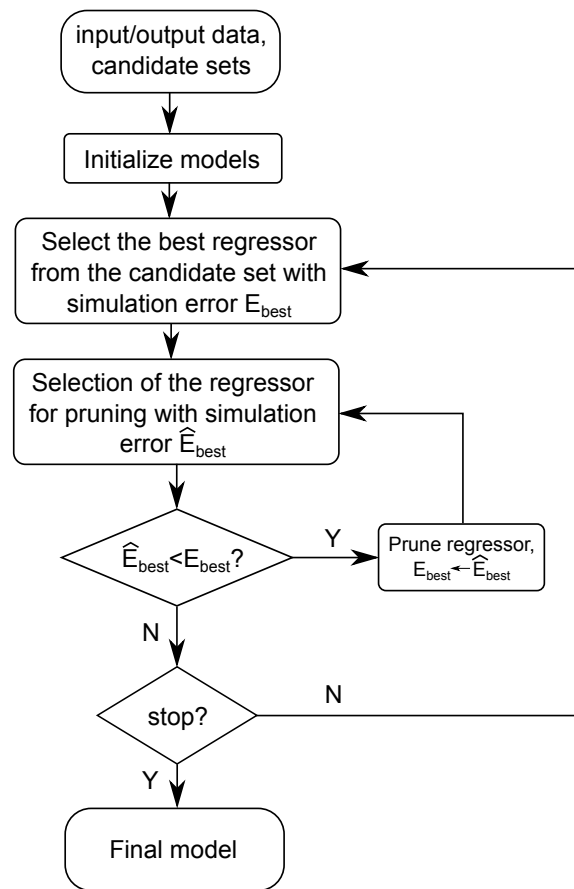 input/output data,
candidate sets
Initialize models
Select the best regressor
from the candidate set with
simulation error E_best
Selection of the regressor
for pruning with simulation
error Ê_best
Ê_best<E_best?
Y
Prune regressor,
E_best ← Ê_best
N
stop?
N
Y
Final model